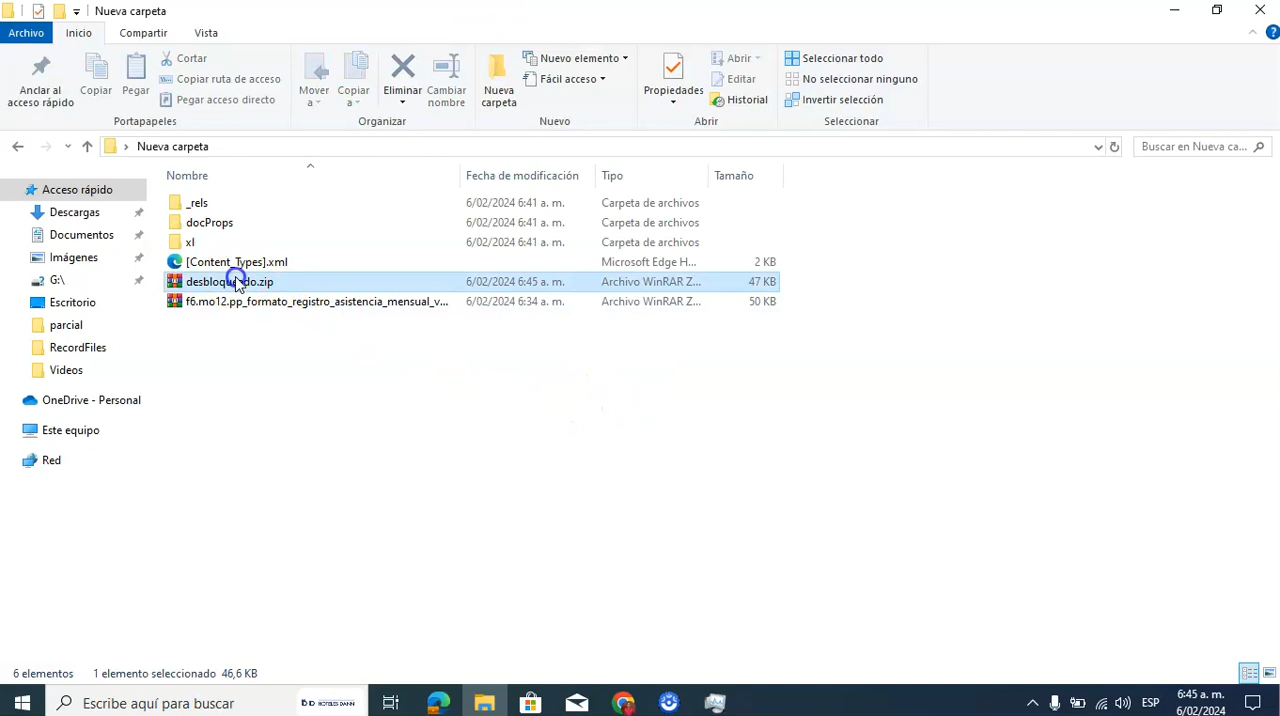 Nueva carpeta
Archivo Inicio Compartir Vista
Anclar al acceso rápido
Copiar
Pegar
Cortar
Copiar ruta de acceso
Pegar acceso directo
Portapapeles
Mover a
Copiar a
Eliminar
Cambiar nombre
Organizar
Nueva carpeta
Nuevo elemento
Fácil acceso
Nuevo
Propiedades
Abrir
Editar
Historial
Abrir
Seleccionar todo
No seleccionar ninguno
Invertir selección
Seleccionar
Nueva carpeta
Buscar en Nueva ca...
Nombre Fecha de modificación Tipo Tamaño
_rels 6/02/2024 6:41 a. m. Carpeta de archivos
docProps 6/02/2024 6:41 a. m. Carpeta de archivos
xl 6/02/2024 6:41 a. m. Carpeta de archivos
[Content_Types].xml Microsoft Edge H... 2 KB
6/02/2024 6:45 a. m. Archivo WinRAR Z... 47 KB
f6.mo12.pp_formato_registro_asistencia_mensual_v... 6/02/2024 6:34 a. m. Archivo WinRAR Z... 50 KB
Acceso rápido
Descargas
Documentos
Imágenes
G:\
Escritorio
parcial
RecordFiles
Videos
OneDrive - Personal
Este equipo
Red
6 elementos 1 elemento seleccionado 46,6 KB
Escribe aquí para buscar
HOTELES DANN
ESP
6:45 a. m.
6/02/2024